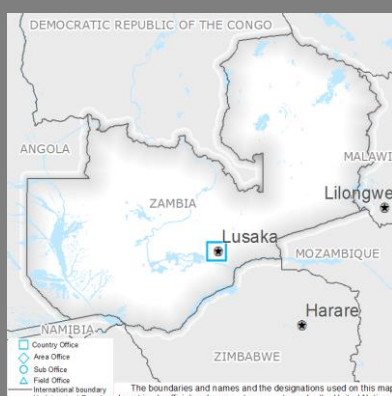 DEMOCRATIC REPUBLIC OF THE CONGO
ANGOLA
MALAWI
Lilongwe
ZAMBIA
Lusaka
MOZAMBIQUE
Harare
NAMIBIA
ZIMBABWE
Country Office
Area Office
Sub Office
Field Office
International boundary
The boundaries and names and the designations used on this map